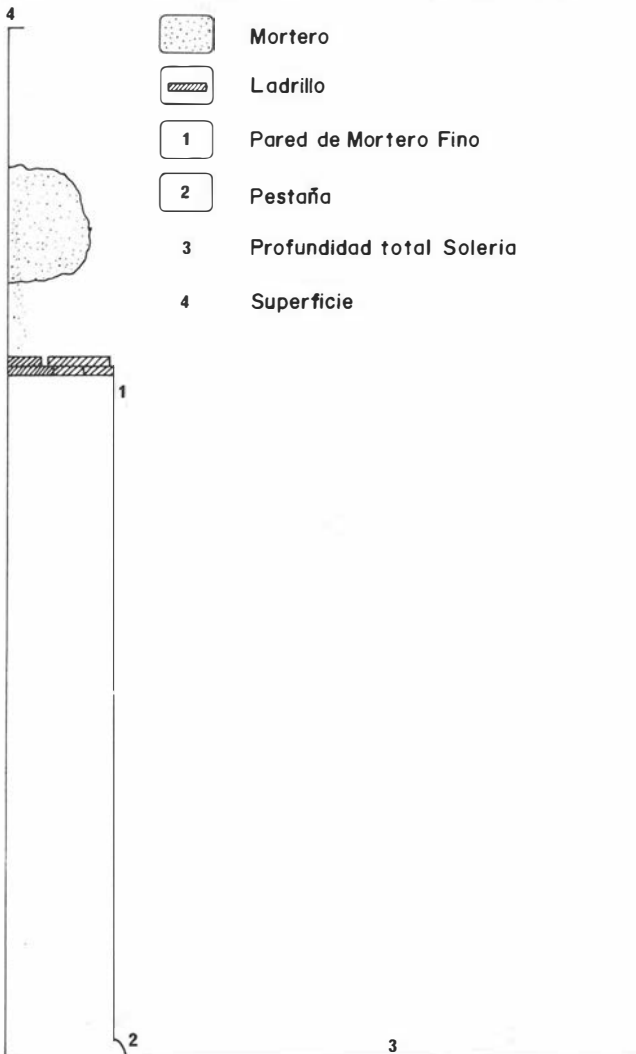 4
Mortero
Ladrillo
1 Pared de Mortero Fino
2 Pestaña
3 Profundidad total Soleria
4 Superficie
1
2
3